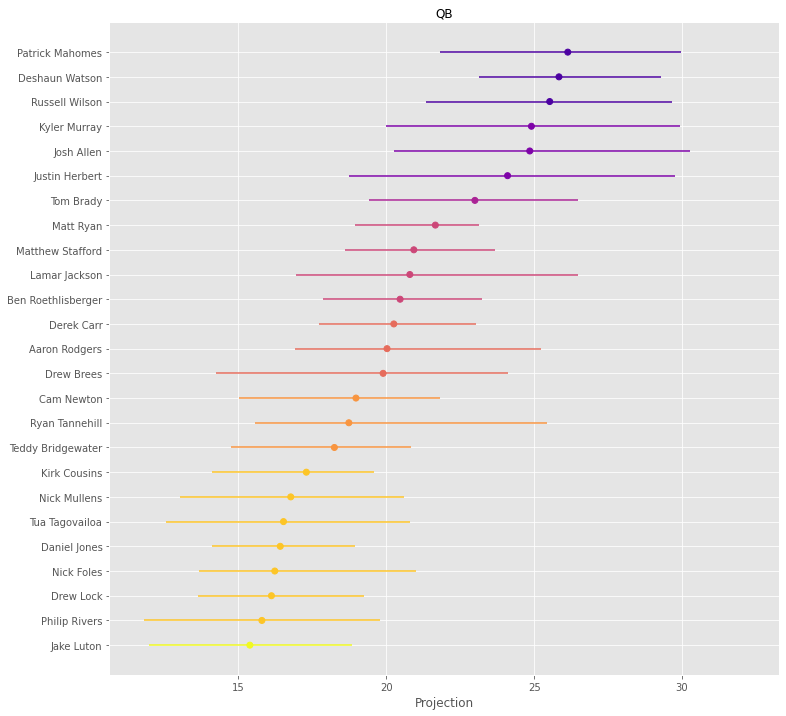 QB
Patrick Mahomes
Deshaun Watson
Russell Wilson
Kyler Murray
Josh Allen
Justin Herbert
Tom Brady
Matt Ryan
Matthew Stafford
Lamar Jackson
Ben Roethlisberger
Derek Carr
Aaron Rodgers
Drew Brees
Cam Newton
Ryan Tannehill
Teddy Bridgewater
Kirk Cousins
Nick Mullens
Tua Tagovailoa
Daniel Jones
Nick Foles
Drew Lock
Philip Rivers
Jake Luton
15 20 25 30
Projection